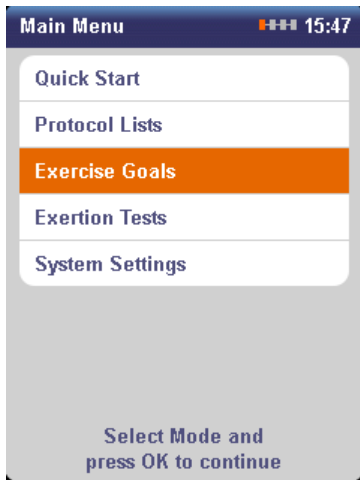 Main Menu 15:47
Quick Start
Protocol Lists
Exercise Goals
Exertion Tests
System Settings
Select Mode and
press OK to continue